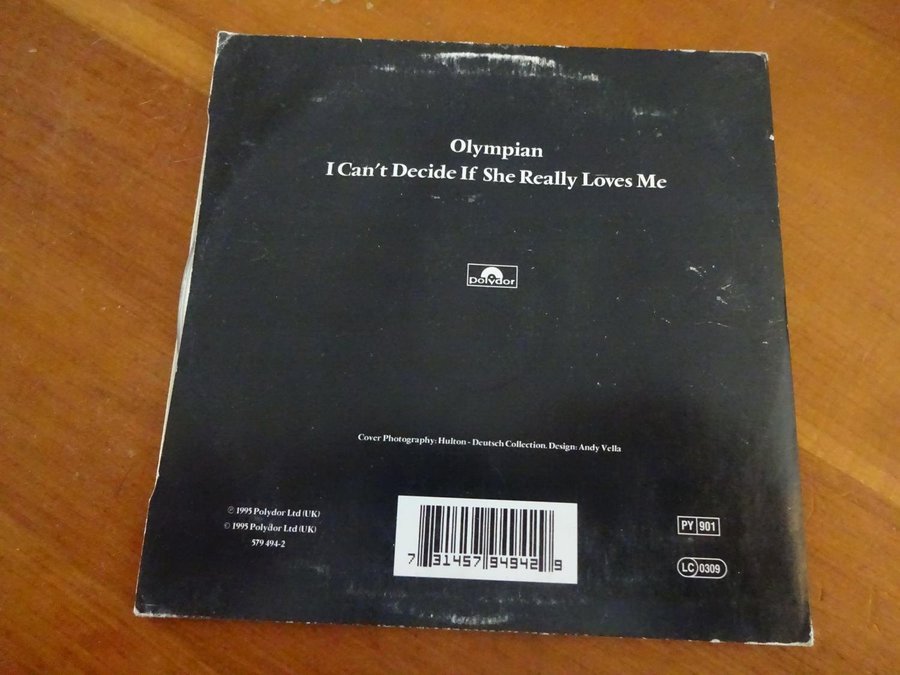 Olympian
I Can't Decide If She Really Loves Me
polydor
Cover Photography: Hulton - Deutsch Collection. Design: Andy Vella
℗ 1995 Polydor Ltd (UK)
© 1995 Polydor Ltd (UK)
579 494-2
7 31457 94942 9
PY 901
LC 0309